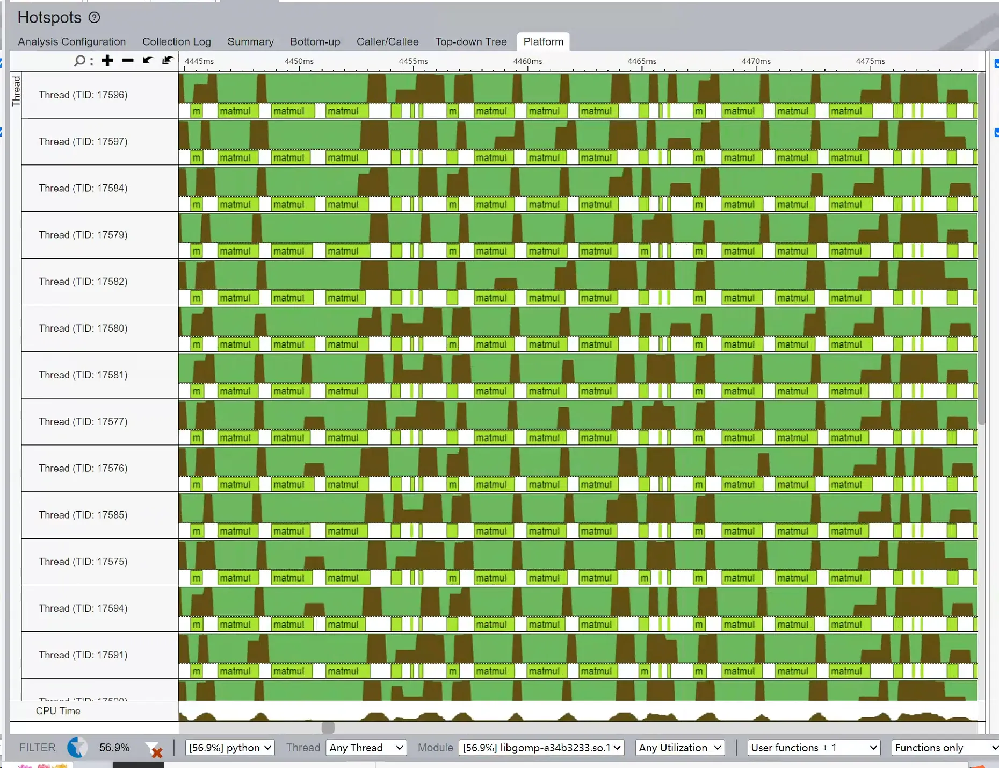 Hotspots ?
Analysis Configuration Collection Log Summary Bottom-up Caller/Callee Top-down Tree Platform
4445ms 4450ms 4455ms 4460ms 4465ms 4470ms 4475ms
Thread
Thread (TID: 17596)
m matmul matmul matmul m matmul matmul matmul m matmul matmul matmul
Thread (TID: 17597)
m matmul matmul matmul matmul matmul matmul m matmul matmul matmul
Thread (TID: 17584)
m matmul matmul matmul m matmul matmul matmul m matmul matmul matmul
Thread (TID: 17579)
m matmul matmul matmul m matmul matmul matmul m m matmul matmul matmul
Thread (TID: 17582)
m matmul matmul matmul matmul matmul matmul m matmul matmul matmul
Thread (TID: 17580)
m matmul matmul matmul m matmul matmul matmul m matmul matmul matmul
Thread (TID: 17581)
m matmul matmul matmul matmul matmul matmul m matmul matmul matmul
Thread (TID: 17577)
m matmul matmul matmul matmul matmul matmul m matmul matmul matmul
Thread (TID: 17576)
m matmul matmul matmul m matmul matmul matmul m matmul matmul matmul
Thread (TID: 17585)
m matmul matmul matmul matmul matmul matmul m matmul matmul matmul
Thread (TID: 17575)
m matmul matmul matmul m matmul matmul matmul m m matmul matmul matmul
Thread (TID: 17594)
m matmul matmul matmul matmul matmul matmul m matmul matmul matmul
Thread (TID: 17591)
m matmul matmul matmul m matmul matmul matmul m m matmul matmul matmul
CPU Time
FILTER 56.9% [56.9%] python Thread Any Thread Module [56.9%] libgomp-a34b3233.so.1 Any Utilization User functions + 1 Functions only